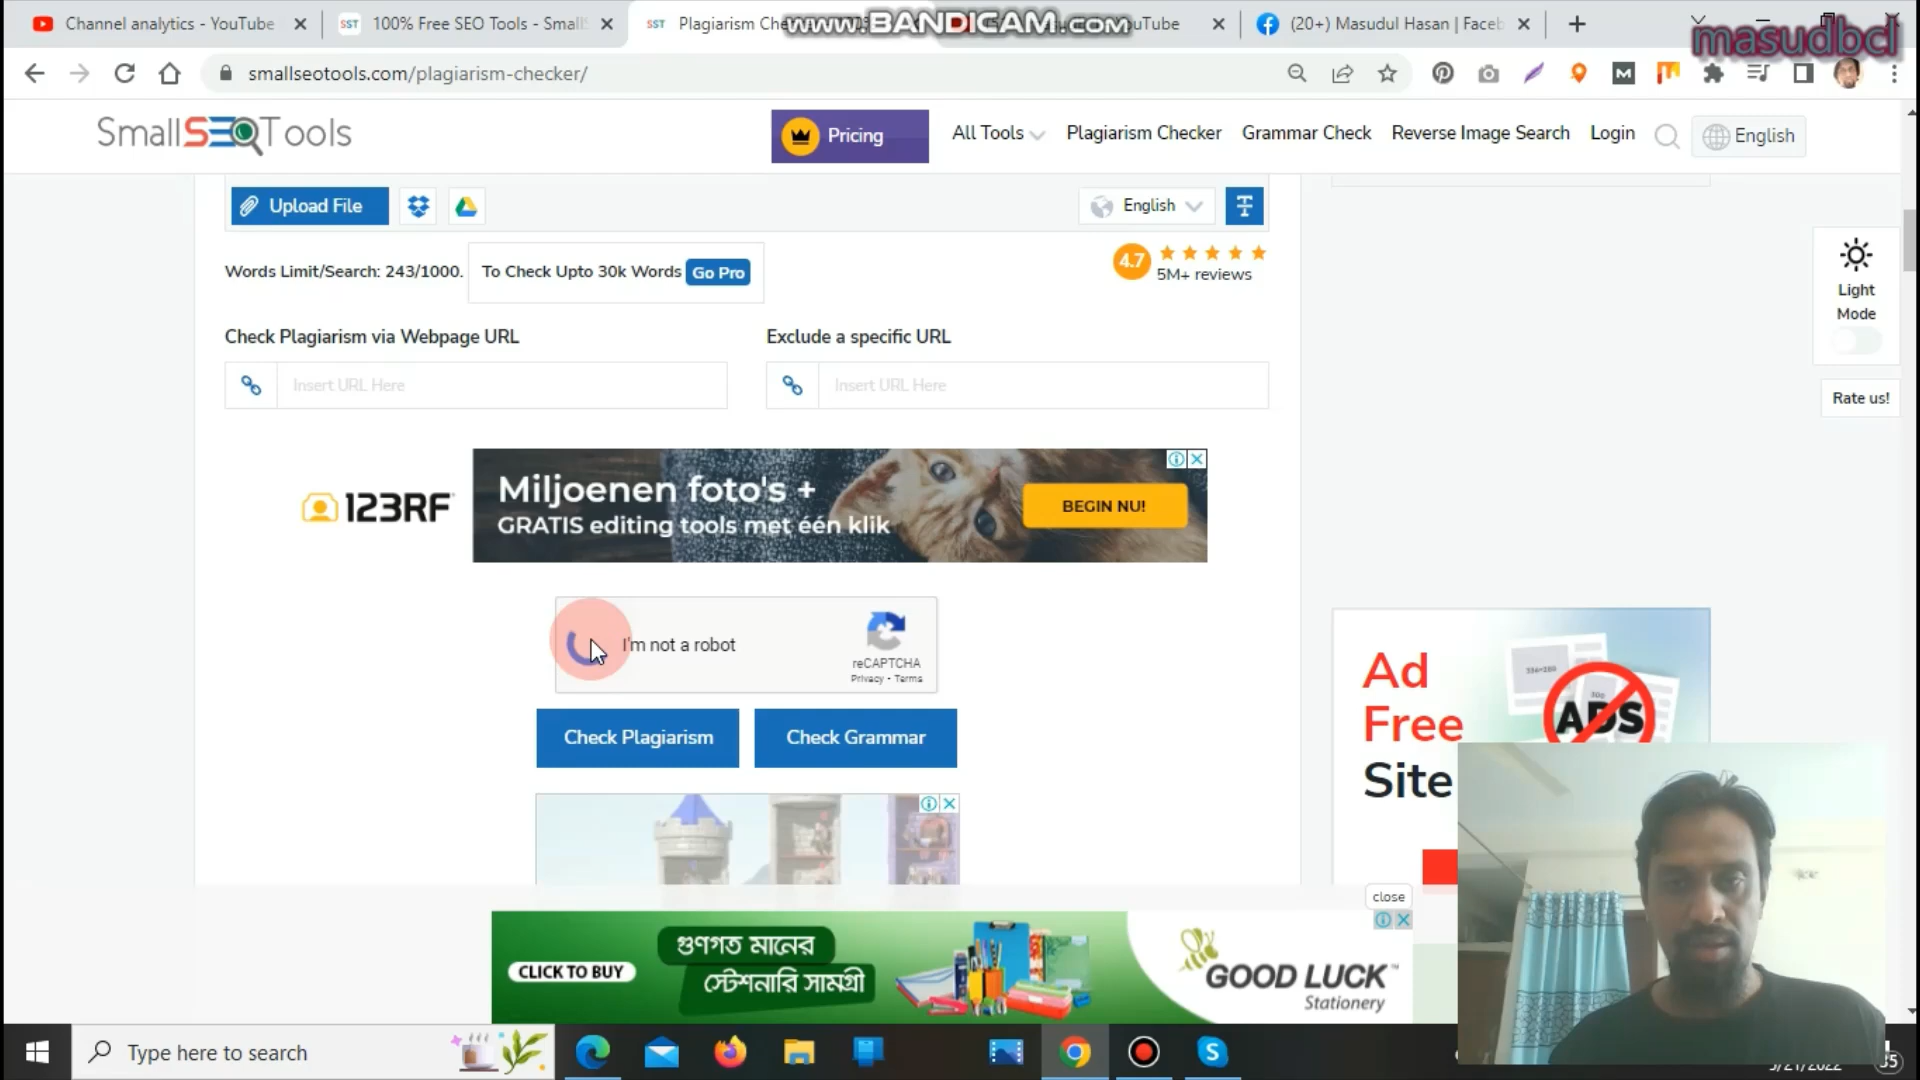 Channel analytics - YouTube
SST 100% Free SEO Tools - Small
SST Plagiarism Che
www.BANDICAM.com
YouTube
(20+) Masudul Hasan | Faceb
masudbcl
smallseotools.com/plagiarism-checker/
SmallSEOTools
Pricing
All Tools
Plagiarism Checker
Grammar Check
Reverse Image Search
Login
English
Upload File
English
Words Limit/Search: 243/1000.
To Check Upto 30k Words Go Pro
4.7
5M+ reviews
Light
Mode
Rate us!
Check Plagiarism via Webpage URL
Exclude a specific URL
Insert URL Here
Insert URL Here
123RF
Miljoenen foto's +
GRATIS editing tools met één klik
BEGIN NU!
I'm not a robot
reCAPTCHA
Privacy - Terms
Check Plagiarism
Check Grammar
Ad
Free
Site
ADS
close
গুণগত মানের
স্টেশনারি সামগ্রী
CLICK TO BUY
GOOD LUCK™
Stationery
Type here to search